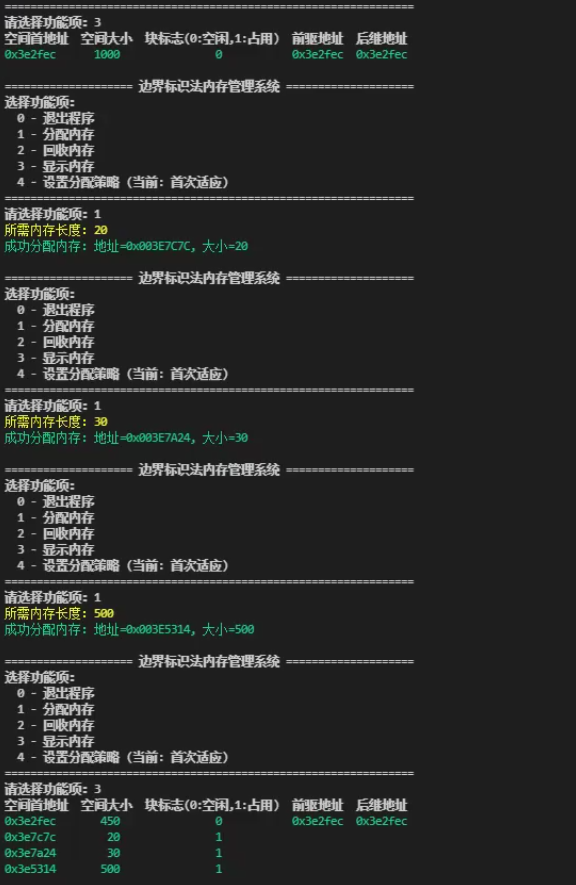 ================================================================
请选择功能项: 3
空间首地址  空间大小  块标志(0:空闲,1:占用)  前驱地址  后继地址
0x3e2fec      1000               0           0x3e2fec  0x3e2fec
==================== 边界标识法内存管理系统 ====================
选择功能项:
  0 - 退出程序
  1 - 分配内存
  2 - 回收内存
  3 - 显示内存
  4 - 设置分配策略 (当前: 首次适应)
================================================================
请选择功能项: 1
所需内存长度: 20
成功分配内存: 地址=0x003E7C7C, 大小=20
==================== 边界标识法内存管理系统 ====================
选择功能项:
  0 - 退出程序
  1 - 分配内存
  2 - 回收内存
  3 - 显示内存
  4 - 设置分配策略 (当前: 首次适应)
================================================================
请选择功能项: 1
所需内存长度: 30
成功分配内存: 地址=0x003E7A24, 大小=30
==================== 边界标识法内存管理系统 ====================
选择功能项:
  0 - 退出程序
  1 - 分配内存
  2 - 回收内存
  3 - 显示内存
  4 - 设置分配策略 (当前: 首次适应)
================================================================
请选择功能项: 1
所需内存长度: 500
成功分配内存: 地址=0x003E5314, 大小=500
==================== 边界标识法内存管理系统 ====================
选择功能项:
  0 - 退出程序
  1 - 分配内存
  2 - 回收内存
  3 - 显示内存
  4 - 设置分配策略 (当前: 首次适应)
================================================================
请选择功能项: 3
空间首地址  空间大小  块标志(0:空闲,1:占用)  前驱地址  后继地址
0x3e2fec       450               0           0x3e2fec  0x3e2fec
0x3e7c7c        20               1
0x3e7a24        30               1
0x3e5314       500               1